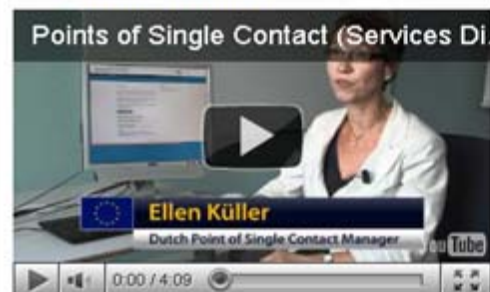 Points of Single Contact (Services Di...
Ellen Küller
Dutch Point of Single Contact Manager
You Tube
0:00 / 4:09